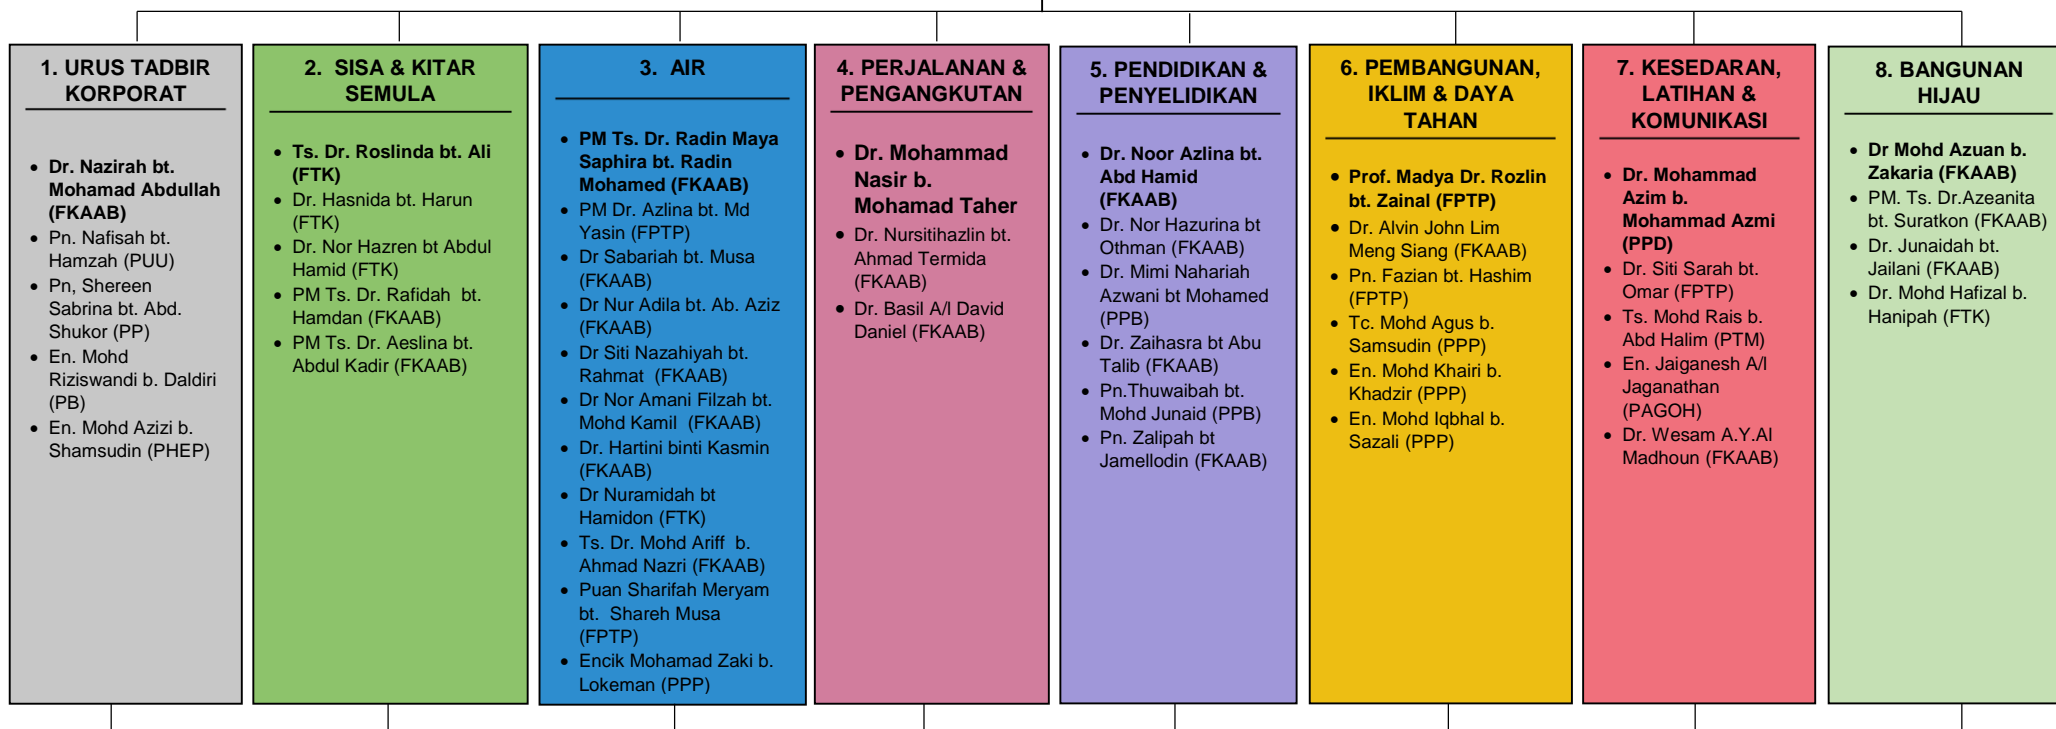 1. URUS TADBIR
KORPORAT
• Dr. Nazirah bt.
Mohamad Abdullah
(FKAAB)
• Pn. Nafisah bt.
Hamzah (PUU)
• Pn, Shereen
Sabrina bt. Abd.
Shukor (PP)
• En. Mohd
Riziswandi b. Daldiri
(PB)
• En. Mohd Azizi b.
Shamsudin (PHEP)
2. SISA & KITAR
SEMULA
• Ts. Dr. Roslinda bt. Ali
(FTK)
• Dr. Hasnida bt. Harun
(FTK)
• Dr. Nor Hazren bt Abdul
Hamid (FTK)
• PM Ts. Dr. Rafidah bt.
Hamdan (FKAAB)
• PM Ts. Dr. Aeslina bt.
Abdul Kadir (FKAAB)
3. AIR
• PM Ts. Dr. Radin Maya
Saphira bt. Radin
Mohamed (FKAAB)
• PM Dr. Azlina bt. Md
Yasin (FPTP)
• Dr Sabariah bt. Musa
(FKAAB)
• Dr Nur Adila bt. Ab. Aziz
(FKAAB)
• Dr Siti Nazahiyah bt.
Rahmat (FKAAB)
• Dr Nor Amani Filzah bt.
Mohd Kamil (FKAAB)
• Dr. Hartini binti Kasmin
(FKAAB)
• Dr Nuramidah bt
Hamidon (FTK)
• Ts. Dr. Mohd Ariff b.
Ahmad Nazri (FKAAB)
• Puan Sharifah Meryam
bt. Shareh Musa
(FPTP)
• Encik Mohamad Zaki b.
Lokeman (PPP)
4. PERJALANAN &
PENGANGKUTAN
• Dr. Mohammad
Nasir b.
Mohamad Taher
• Dr. Nursitihazlin bt.
Ahmad Termida
(FKAAB)
• Dr. Basil A/l David
Daniel (FKAAB)
5. PENDIDIKAN &
PENYELIDIKAN
• Dr. Noor Azlina bt.
Abd Hamid
(FKAAB)
• Dr. Nor Hazurina bt
Othman (FKAAB)
• Dr. Mimi Nahariah
Azwani bt Mohamed
(PPB)
• Dr. Zaihasra bt Abu
Talib (FKAAB)
• Pn.Thuwaibah bt.
Mohd Junaid (PPB)
• Pn. Zalipah bt
Jamellodin (FKAAB)
6. PEMBANGUNAN,
IKLIM & DAYA
TAHAN
• Prof. Madya Dr. Rozlin
bt. Zainal (FPTP)
• Dr. Alvin John Lim
Meng Siang (FKAAB)
• Pn. Fazian bt. Hashim
(FPTP)
• Tc. Mohd Agus b.
Samsudin (PPP)
• En. Mohd Khairi b.
Khadzir (PPP)
• En. Mohd Iqbhal b.
Sazali (PPP)
7. KESEDARAN,
LATIHAN &
KOMUNIKASI
• Dr. Mohammad
Azim b.
Mohammad Azmi
(PPD)
• Dr. Siti Sarah bt.
Omar (FPTP)
• Ts. Mohd Rais b.
Abd Halim (PTM)
• En. Jaiganesh A/l
Jaganathan
(PAGOH)
• Dr. Wesam A.Y.Al
Madhoun (FKAAB)
8. BANGUNAN
HIJAU
• Dr Mohd Azuan b.
Zakaria (FKAAB)
• PM. Ts. Dr.Azeanita
bt. Suratkon (FKAAB)
• Dr. Junaidah bt.
Jailani (FKAAB)
• Dr. Mohd Hafizal b.
Hanipah (FTK)